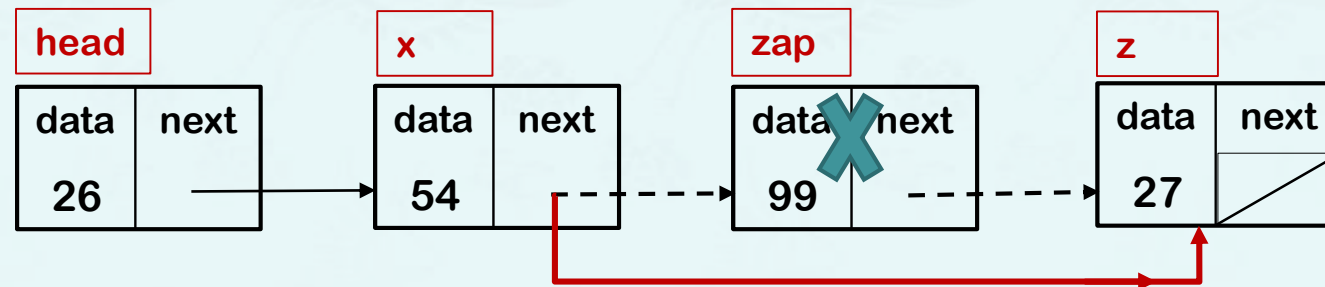 head x zap z
data next data next data next data next
26 54 99 27